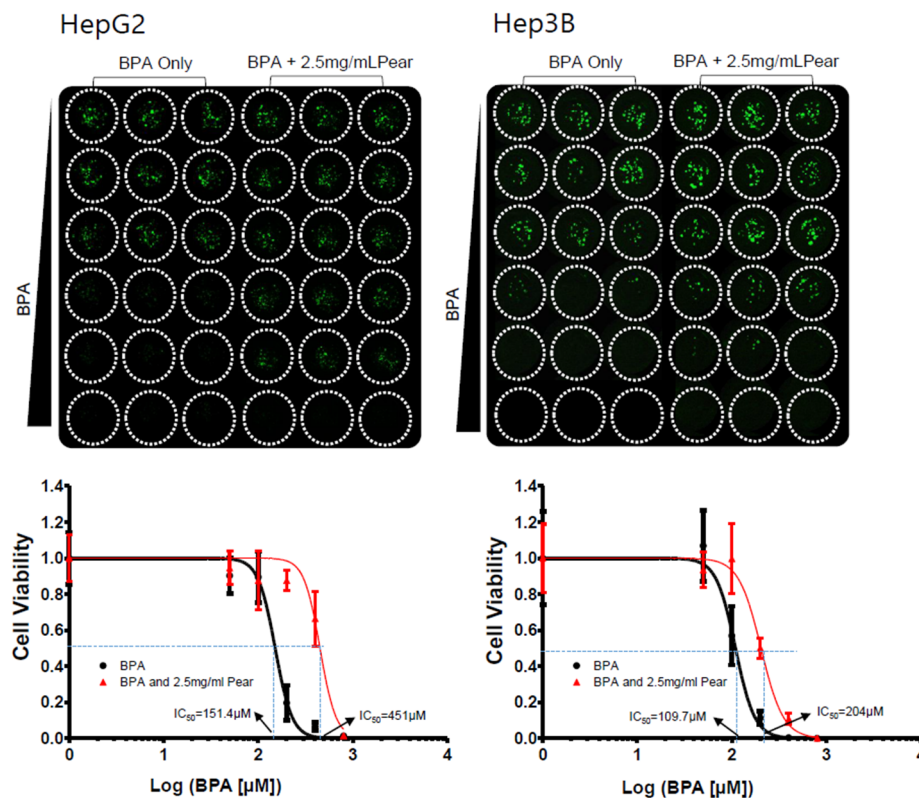 HepG2
Hep3B
BPA Only
BPA + 2.5mg/mLPear
BPA Only
BPA + 2.5mg/mLPear
BPA
BPA
1.4
1.2
1.0
0.8
0.6
0.4
0.2
0.0
Cell Viability
BPA
BPA and 2.5mg/ml Pear
IC50=151.4μM
IC50=451μM
0
1
2
3
4
Log (BPA [μM])
1.4
1.2
1.0
0.8
0.6
0.4
0.2
0.0
Cell Viability
BPA
BPA and 2.5mg/ml Pear
IC50=109.7μM
IC50=204μM
0
1
2
3
4
Log (BPA [μM])